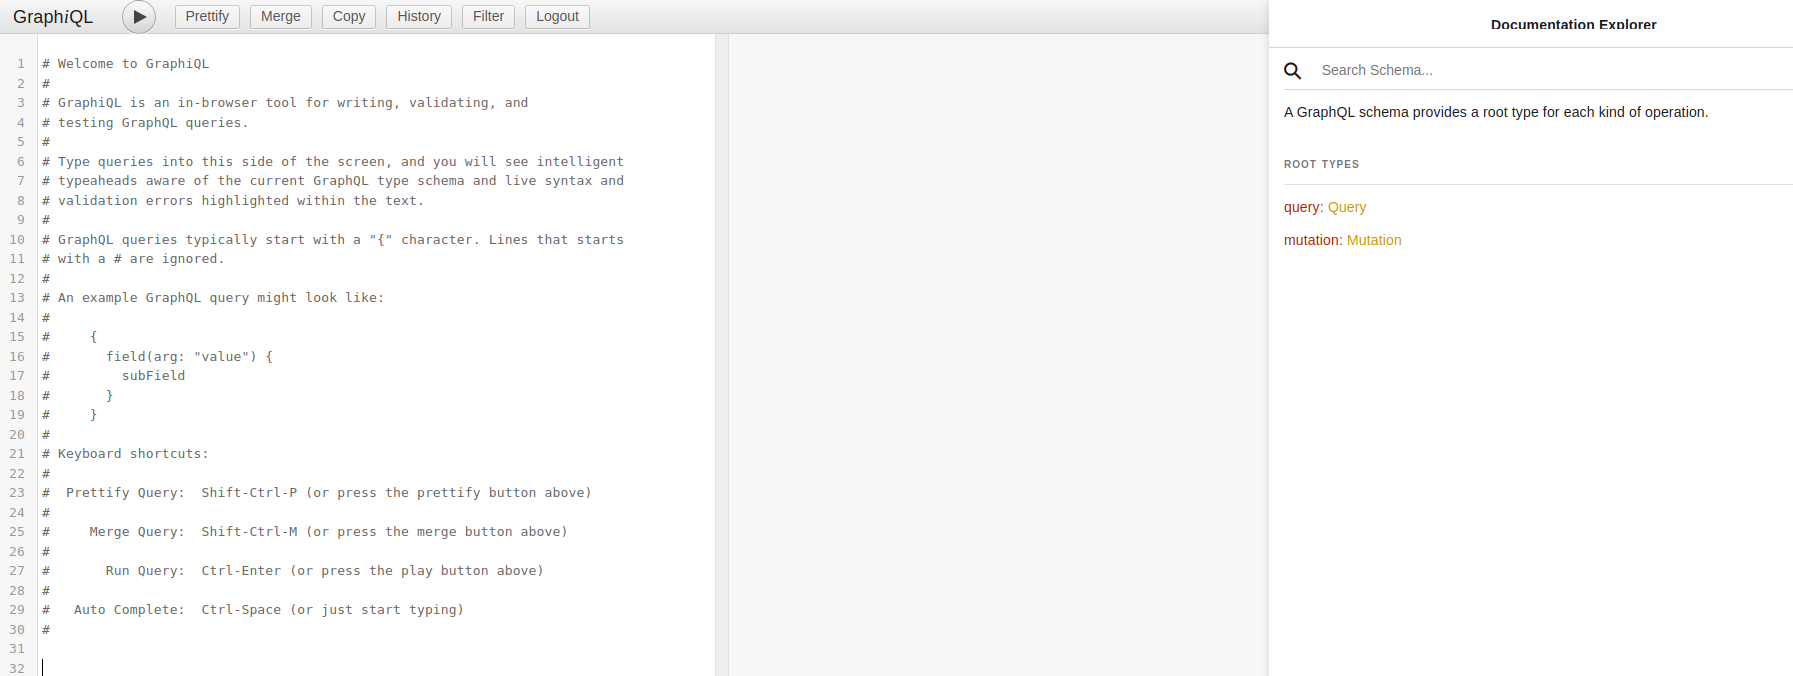 GraphiQL Prettify Merge Copy History Filter Logout
1 # Welcome to GraphiQL
2 #
3 # GraphiQL is an in-browser tool for writing, validating, and
4 # testing GraphQL queries.
5 #
6 # Type queries into this side of the screen, and you will see intelligent
7 # typeaheads aware of the current GraphQL type schema and live syntax and
8 # validation errors highlighted within the text.
9 #
10 # GraphQL queries typically start with a "{" character. Lines that starts
11 # with a # are ignored.
12 #
13 # An example GraphQL query might look like:
14 #
15 #     {
16 #       field(arg: "value") {
17 #         subField
18 #       }
19 #     }
20 #
21 # Keyboard shortcuts:
22 #
23 #  Prettify Query:  Shift-Ctrl-P (or press the prettify button above)
24 #
25 #     Merge Query:  Shift-Ctrl-M (or press the merge button above)
26 #
27 #       Run Query:  Ctrl-Enter (or press the play button above)
28 #
29 #   Auto Complete:  Ctrl-Space (or just start typing)
30 #
31
32
Documentation Explorer
Search Schema...
A GraphQL schema provides a root type for each kind of operation.
ROOT TYPES
query: Query
mutation: Mutation